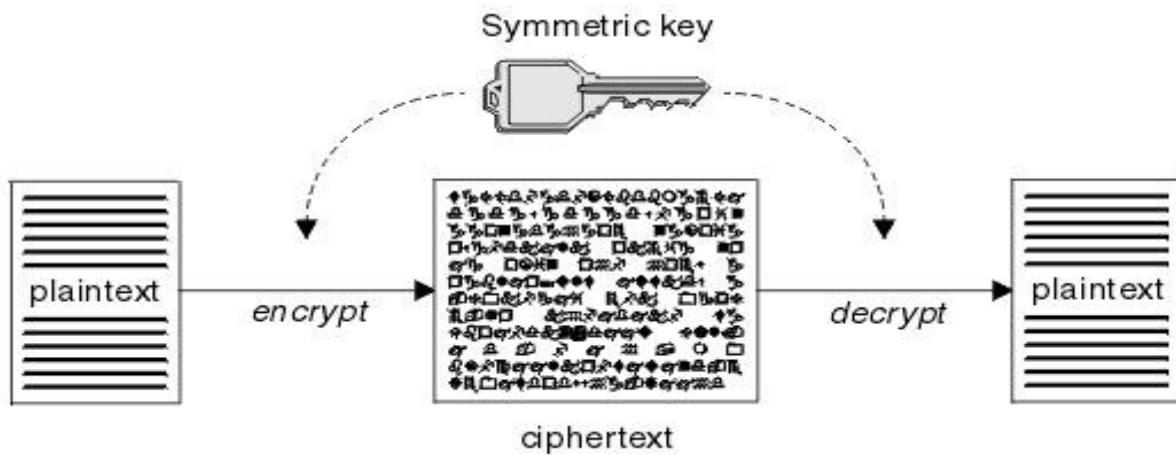 Symmetric key
plaintext
encrypt
decrypt
plaintext
ciphertext